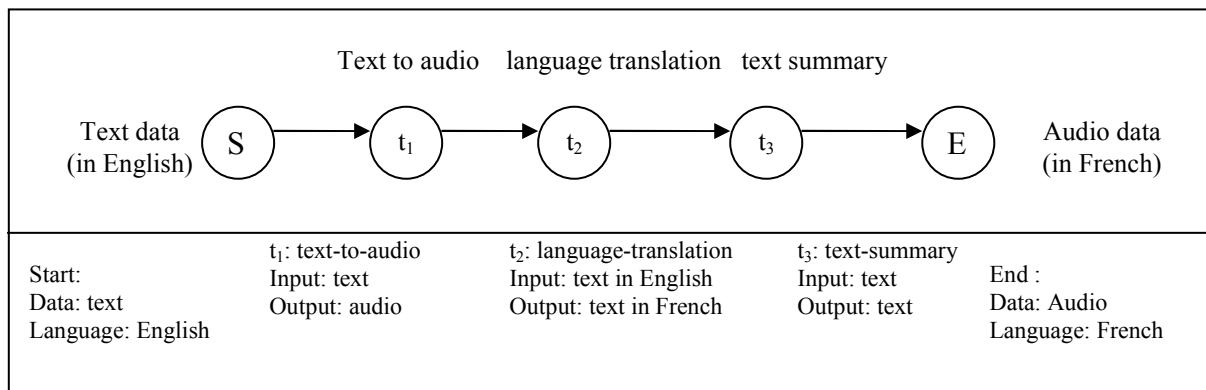 Text to audio language translation text summary
Text data
(in English)
S
t₁
t₂
t₃
E
Audio data
(in French)
Start:
Data: text
Language: English
t₁: text-to-audio
Input: text
Output: audio
t₂: language-translation
Input: text in English
Output: text in French
t₃: text-summary
Input: text
Output: text
End :
Data: Audio
Language: French